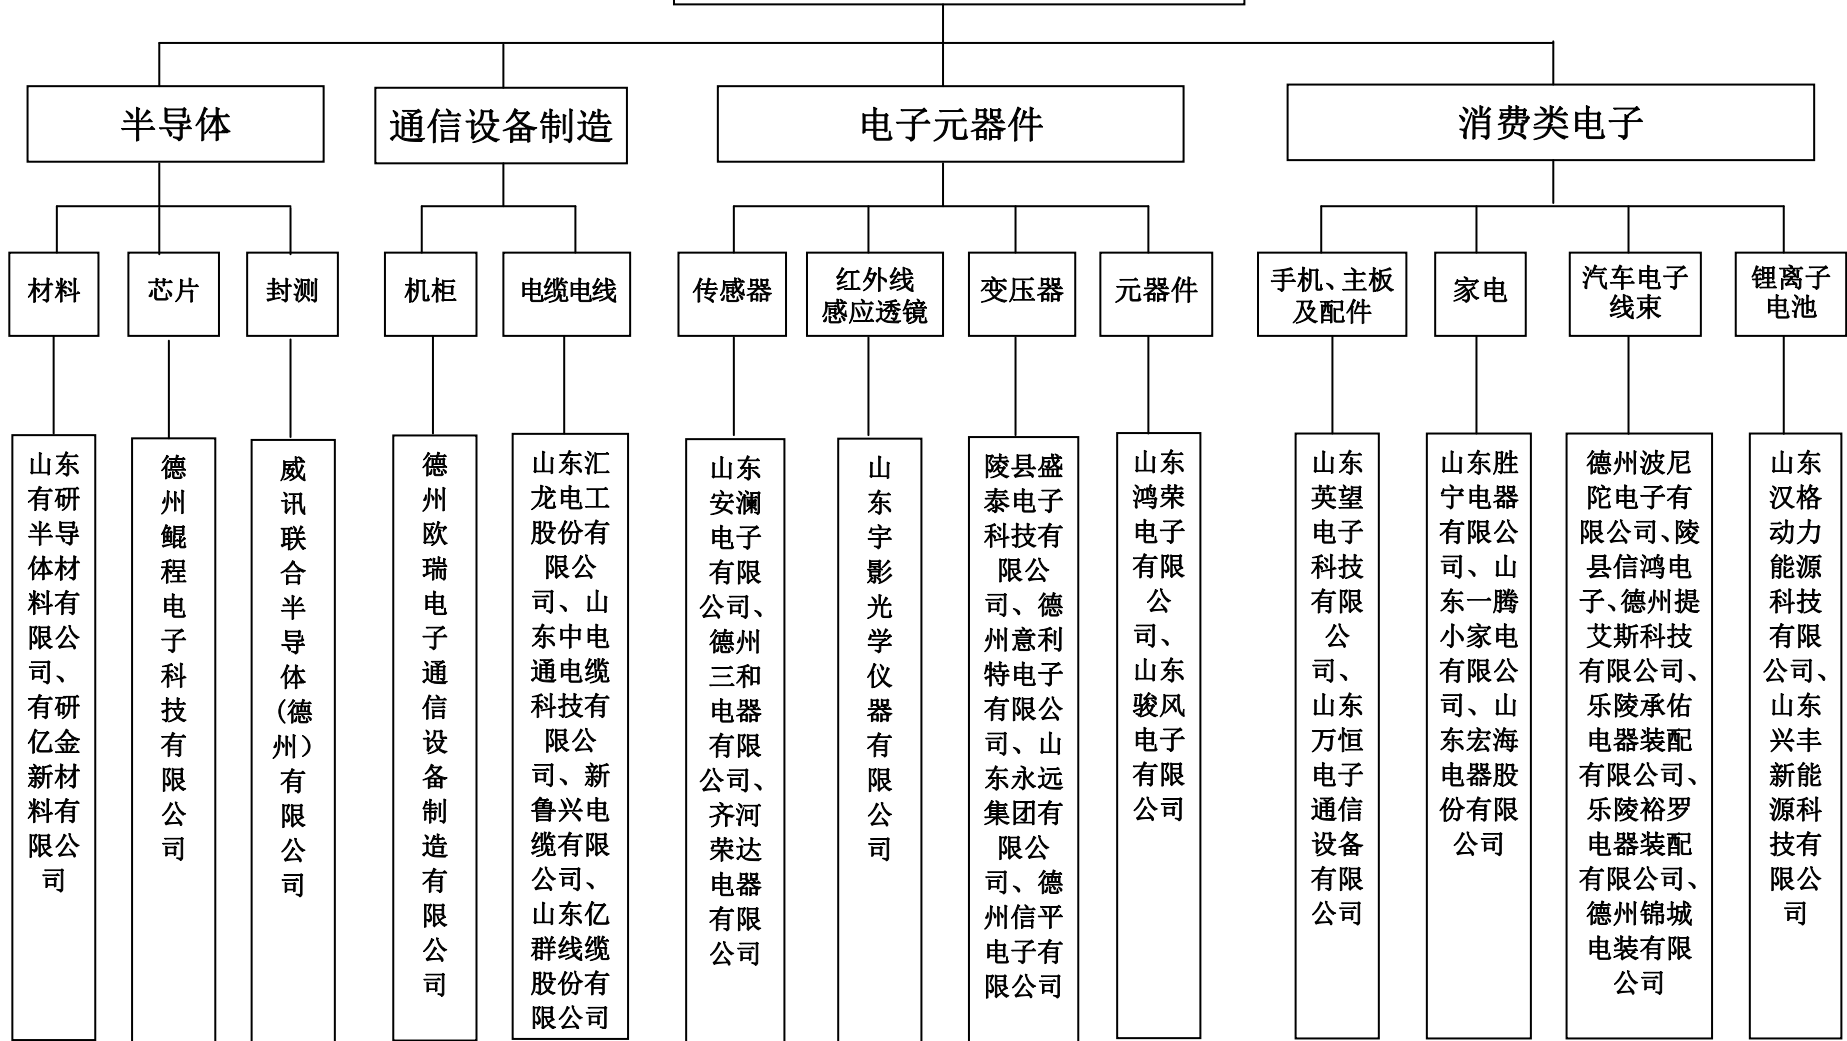 半导体
通信设备制造
电子元器件
消费类电子
材料
芯片
封测
机柜
电缆电线
传感器
红外线
感应透镜
变压器
元器件
手机、主板
及配件
家电
汽车电子
线束
锂离子
电池
山东
有研
半导
体材
料有
限公
司、
有研
亿金
新材
料有
限公
司
德
州
鲲
程
电
子
科
技
有
限
公
司
威
讯
联
合
半
导
体
(德
州)
有
限
公
司
德
州
欧
瑞
电
子
通
信
设
备
制
造
有
限
公
司
山东汇
龙电工
股份有
限公
司、山
东中电
通电缆
科技有
限公
司、新
鲁兴电
缆有限
公司、
山东亿
群线缆
股份有
限公司
山东
安澜
电子
有限
公司、
德州
三和
电器
有限
公司、
齐河
荣达
电器
有限
公司
山
东
宇
影
光
学
仪
器
有
限
公
司
陵县盛
泰电子
科技有
限公
司、德
州意利
特电子
有限公
司、山
东永远
集团有
限公
司、德
州信平
电子有
限公司
山东
鸿荣
电子
有限
公
司、
山东
骏风
电子
有限
公司
山东
英望
电子
科技
有限
公
司、
山东
万恒
电子
通信
设备
有限
公司
山东胜
宁电器
有限公
司、山
东一腾
小家电
有限公
司、山
东宏海
电器股
份有限
公司
德州波尼
陀电子有
限公司、陵
县信鸿电
子、德州提
艾斯科技
有限公司、
乐陵承佑
电器装配
有限公司、
乐陵裕罗
电器装配
有限公司、
德州锦城
电装有限
公司
山东
汉格
动力
能源
科技
有限
公司、
山东
兴丰
新能
源科
技有
限公
司